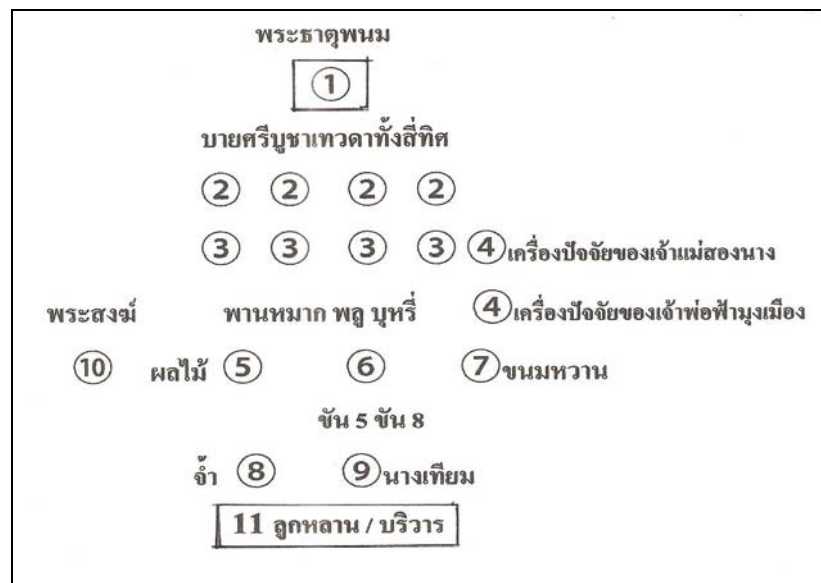 พระธาตุพนม
1
บายศรีบูชาเทวดาทั้งสี่ทิศ
2 2 2 2
3 3 3 3 4 เครื่องปัจจัยของเจ้าแม่สองนาง
พระสงฆ์ พานหมาก พลู บุหรี่ 4 เครื่องปัจจัยของเจ้าพ่อฟ้ามุงเมือง
10 ผลไม้ 5 6 7 ขนมหวาน
ขัน 5 ขัน 8
จ้ำ 8 9 นางเทียม
11 ลูกหลาน / บริวาร